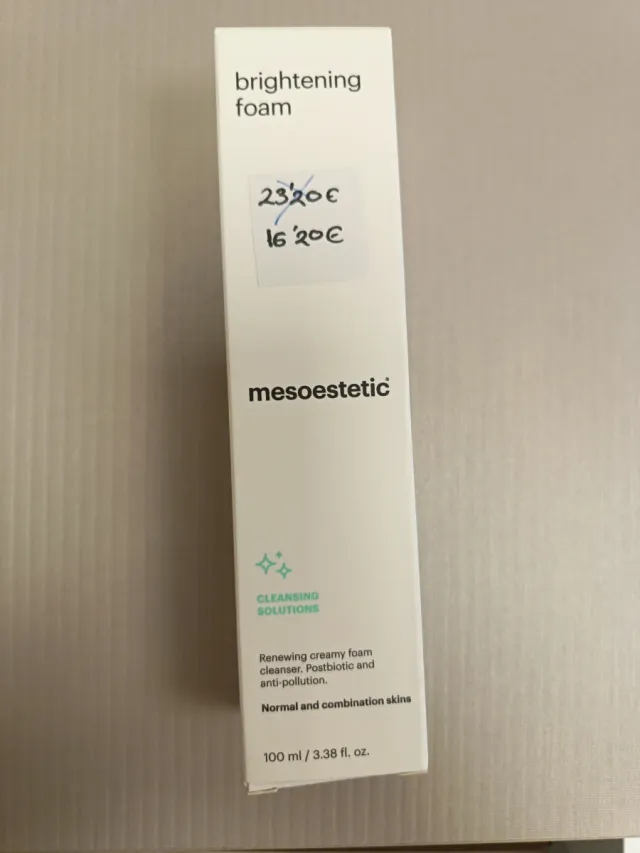 brightening
foam
23'20€
16'20€
mesoestetic®
CLEANSING
SOLUTIONS
Renewing creamy foam
cleanser. Postbiotic and
anti-pollution.
Normal and combination skins
100 ml / 3.38 fl. oz.